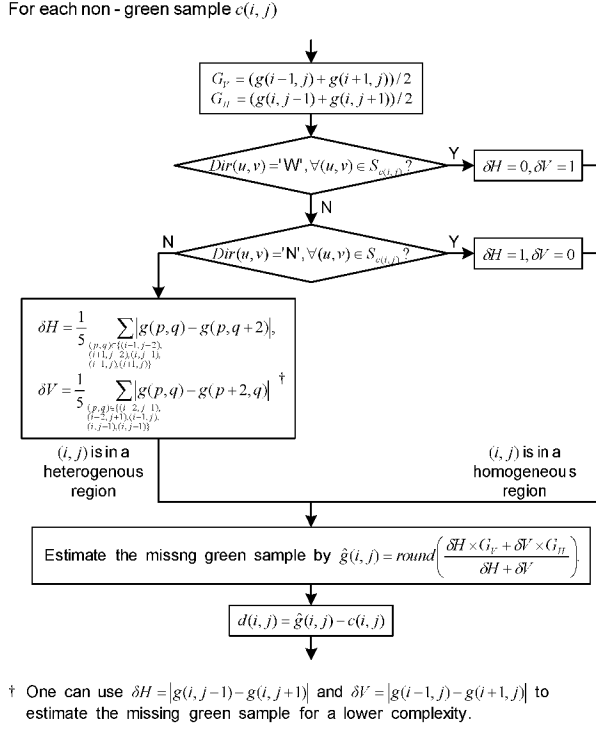 For each non - green sample c(i, j)
G_V = (g(i−1, j) + g(i+1, j))/2
G_H = (g(i, j−1) + g(i, j+1))/2
Dir(u, v) = 'W', ∀(u, v) ∈ S_c(i,j)?
Y
δH = 0, δV = 1
N
N
Dir(u, v) = 'N', ∀(u, v) ∈ S_c(i,j)?
Y
δH = 1, δV = 0
δH = 1/5 ∑|g(p, q) − g(p, q+2)|,
δV = 1/5 ∑|g(p, q) − g(p+2, q)| †
(i, j) is in a
heterogenous
region
(i, j) is in a
homogeneous
region
Estimate the missng green sample by ĝ(i, j) = round((δH × G_V + δV × G_H)/(δH + δV))
d(i, j) = ĝ(i, j) − c(i, j)
† One can use δH = |g(i, j−1) − g(i, j+1)| and δV = |g(i−1, j) − g(i+1, j)| to
estimate the missing green sample for a lower complexity.